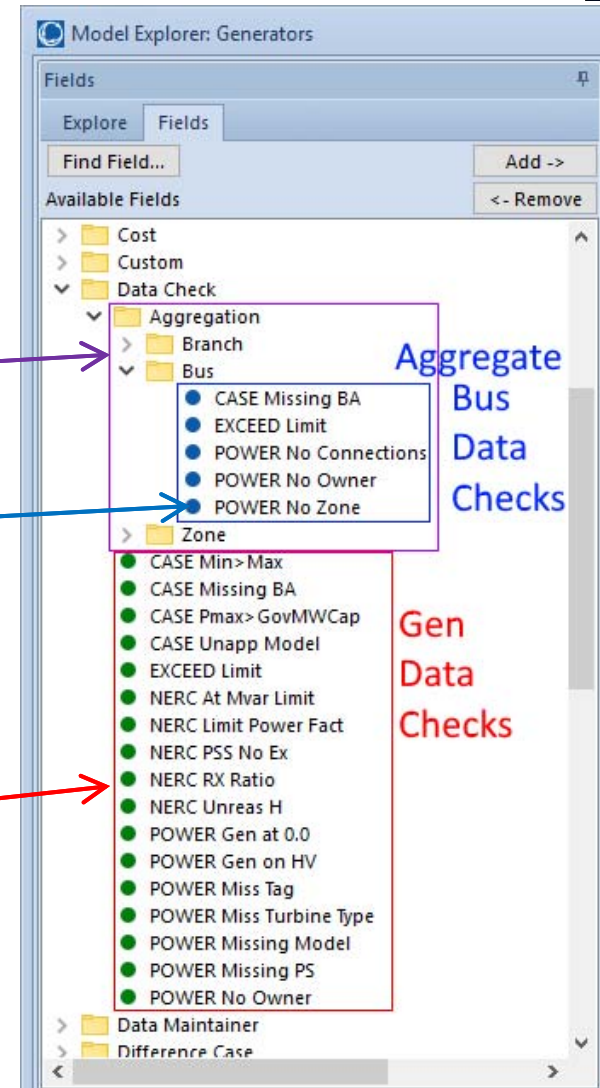 Model Explorer: Generators
Fields
Explore Fields
Find Field... Add ->
Available Fields <- Remove
Cost
Custom
Data Check
Aggregation
Branch
Bus
CASE Missing BA
EXCEED Limit
POWER No Connections
POWER No Owner
POWER No Zone
Zone
Aggregate
Bus
Data
Checks
CASE Min>Max
CASE Missing BA
CASE Pmax>GovMWCap
CASE Unapp Model
EXCEED Limit
NERC At Mvar Limit
NERC Limit Power Fact
NERC PSS No Ex
NERC RX Ratio
NERC Unreas H
POWER Gen at 0.0
POWER Gen on HV
POWER Miss Tag
POWER Miss Turbine Type
POWER Missing Model
POWER Missing PS
POWER No Owner
Gen
Data
Checks
Data Maintainer
Difference Case